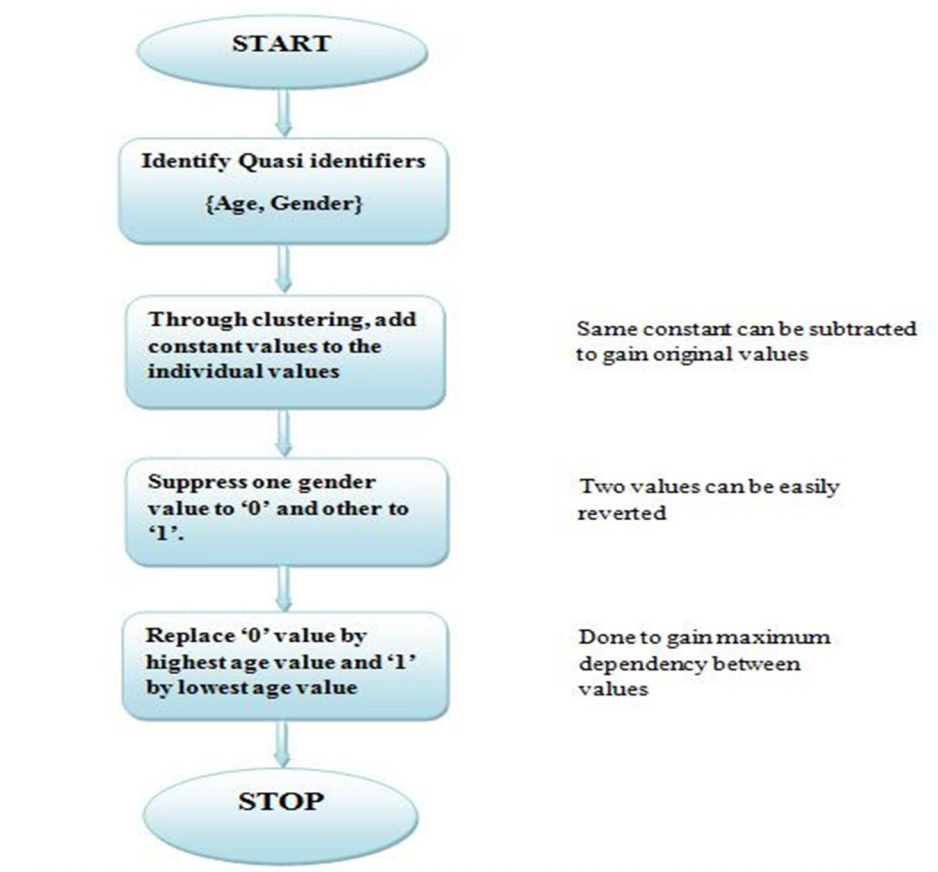 START
Identify Quasi identifiers
{Age, Gender}
Through clustering, add
constant values to the
individual values
Same constant can be subtracted
to gain original values
Suppress one gender
value to ‘0’ and other to
‘1’.
Two values can be easily
reverted
Replace ‘0’ value by
highest age value and ‘1’
by lowest age value
Done to gain maximum
dependency between
values
STOP